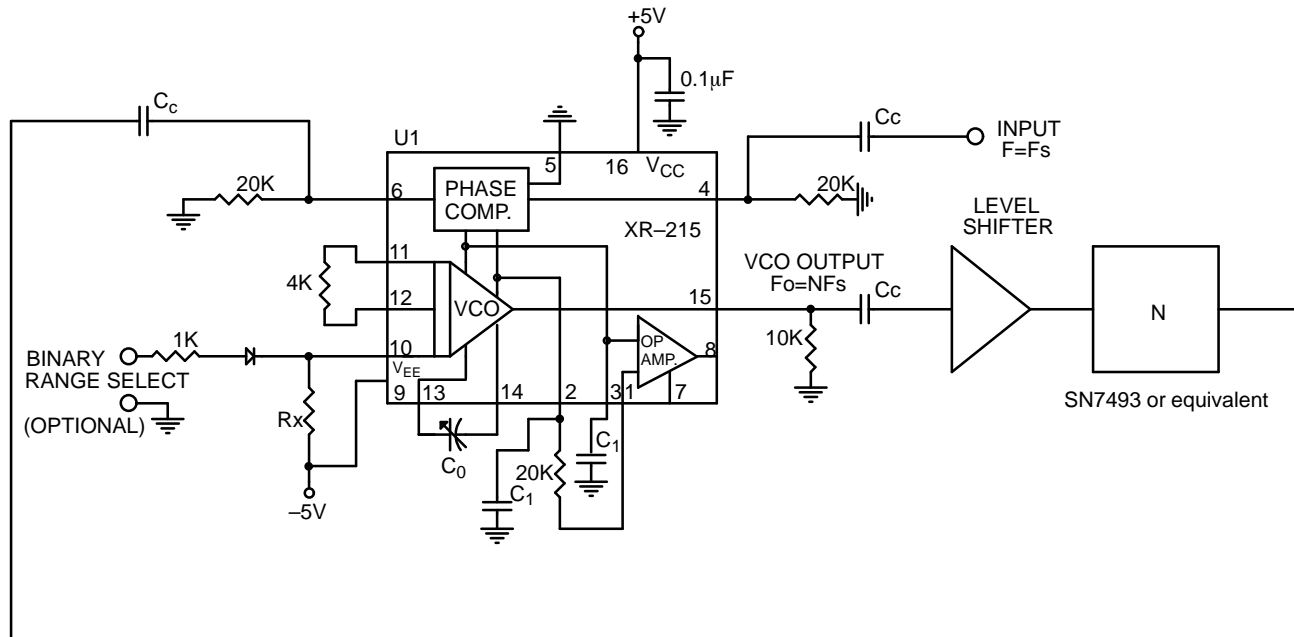 +5V
0.1μF
Cc
U1
5
16
VCC
Cc
INPUT
F=Fs
20K
6
PHASE
COMP.
4
20K
XR–215
LEVEL
SHIFTER
11
4K
12
VCO
VCO OUTPUT
Fo=NFs
15
Cc
N
10K
1K
BINARY
RANGE SELECT
(OPTIONAL)
10
VEE
OP
AMP.
8
9
13
14
2
3
1
7
SN7493 or equivalent
Rx
C0
C1
20K
C1
–5V